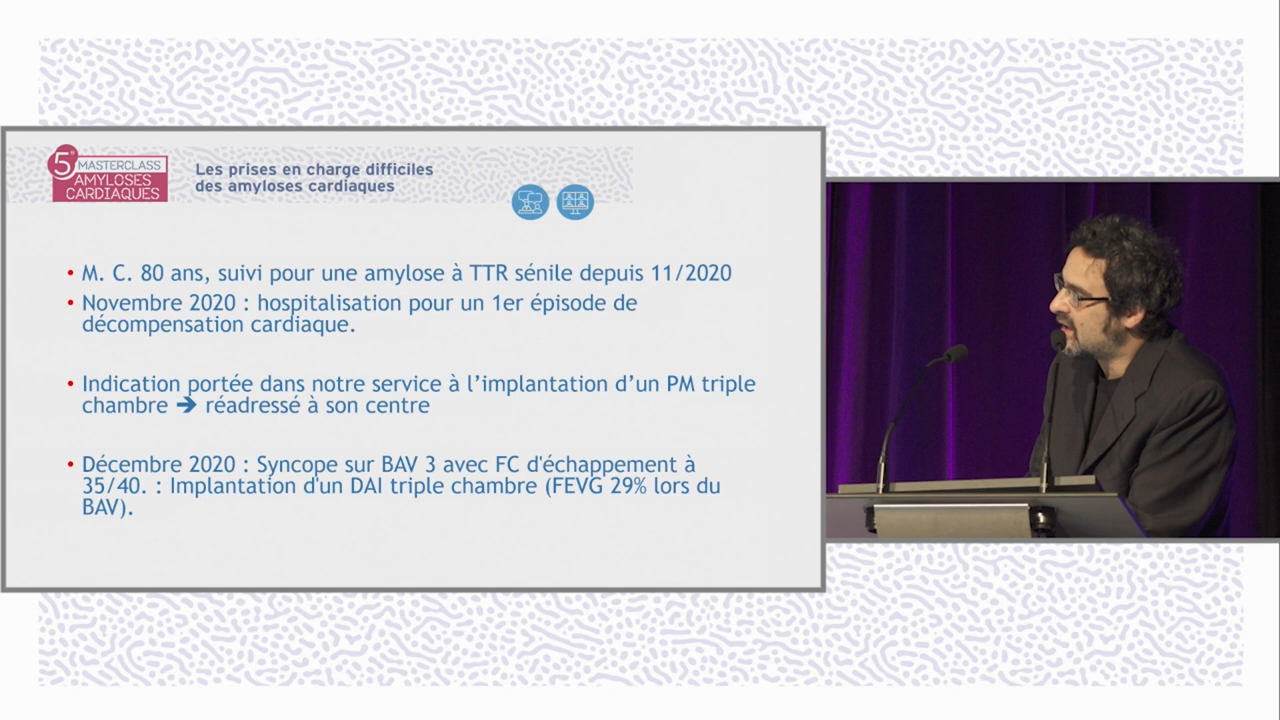 5e MASTERCLASS
AMYLOSES
CARDIAQUES
Les prises en charge difficiles
des amyloses cardiaques
• M. C. 80 ans, suivi pour une amylose à TTR sénile depuis 11/2020
• Novembre 2020 : hospitalisation pour un 1er épisode de
décompensation cardiaque.
• Indication portée dans notre service à l’implantation d’un PM triple
chambre ➔ réadressé à son centre
• Décembre 2020 : Syncope sur BAV 3 avec FC d'échappement à
35/40. : Implantation d'un DAI triple chambre (FEVG 29% lors du
BAV).